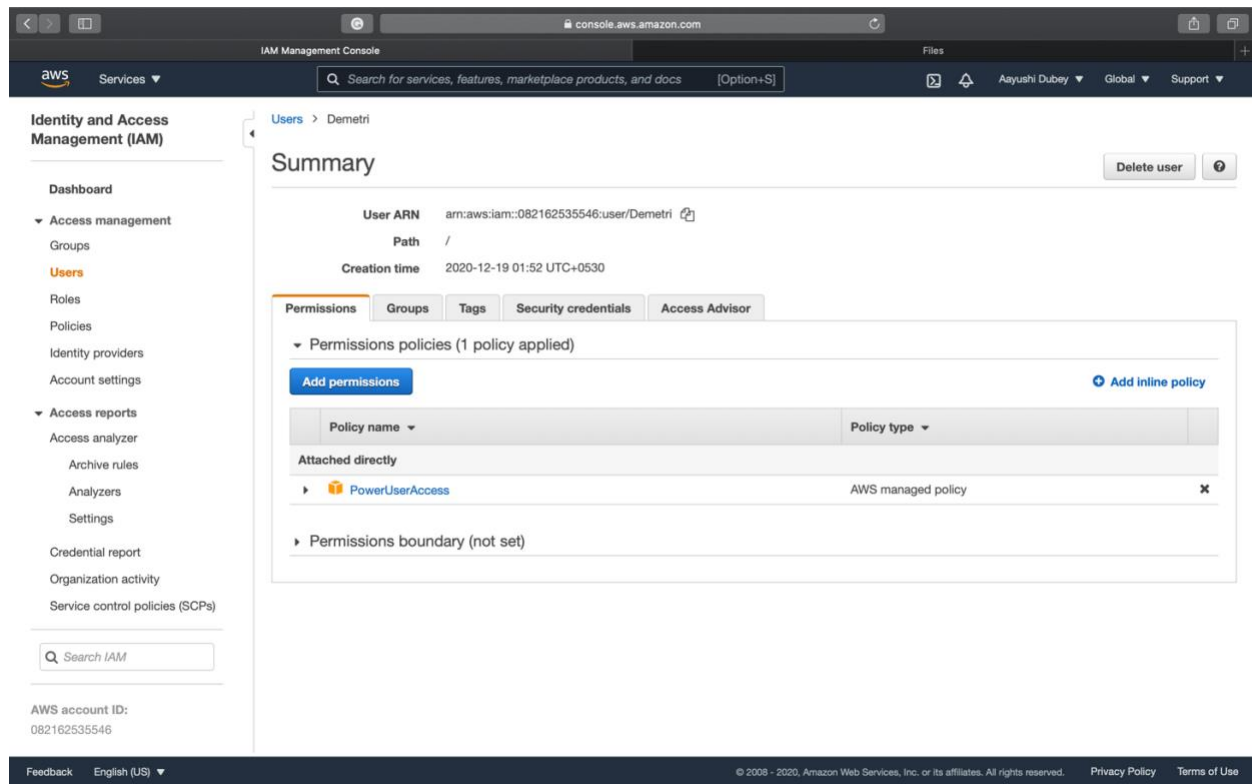 console.aws.amazon.com
IAM Management Console
Files
aws
Services
Search for services, features, marketplace products, and docs [Option+S]
Aayushi Dubey
Global
Support
Identity and Access
Management (IAM)
Dashboard
Access management
Groups
Users
Roles
Policies
Identity providers
Account settings
Access reports
Access analyzer
Archive rules
Analyzers
Settings
Credential report
Organization activity
Service control policies (SCPs)
Search IAM
AWS account ID:
082162535546
Users > Demetri
Summary
Delete user
User ARN arn:aws:iam::082162535546:user/Demetri
Path /
Creation time 2020-12-19 01:52 UTC+0530
Permissions Groups Tags Security credentials Access Advisor
Permissions policies (1 policy applied)
Add permissions
Add inline policy
Policy name Policy type
Attached directly
PowerUserAccess AWS managed policy
Permissions boundary (not set)
Feedback English (US)
© 2008 - 2020, Amazon Web Services, Inc. or its affiliates. All rights reserved. Privacy Policy Terms of Use